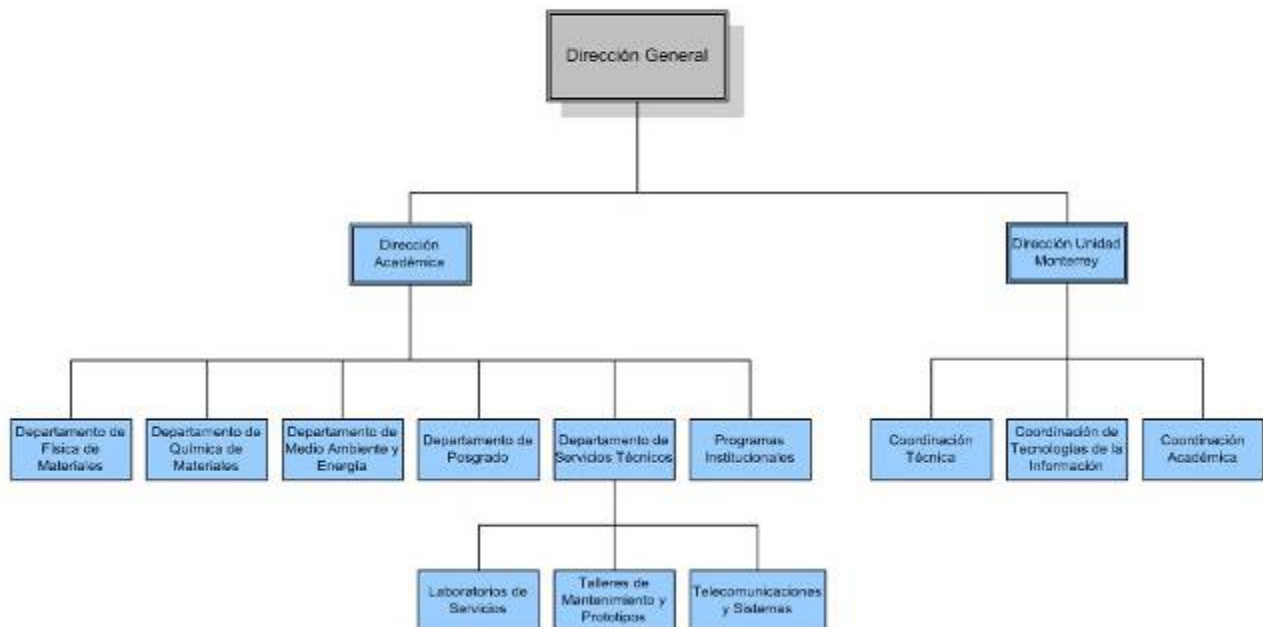 Dirección General
Dirección
Académica
Dirección Unidad
Monterrey
Departamento de
Física de
Materiales
Departamento de
Química de
Materiales
Departamento de
Medio Ambiente y
Energía
Departamento de
Posgrado
Departamento de
Servicios Técnicos
Programas
Institucionales
Coordinación
Técnica
Coordinación de
Tecnologías de la
Información
Coordinación
Académica
Laboratorios de
Servicios
Talleres de
Mantenimiento y
Prototipos
Telecomunicaciones
y Sistemas